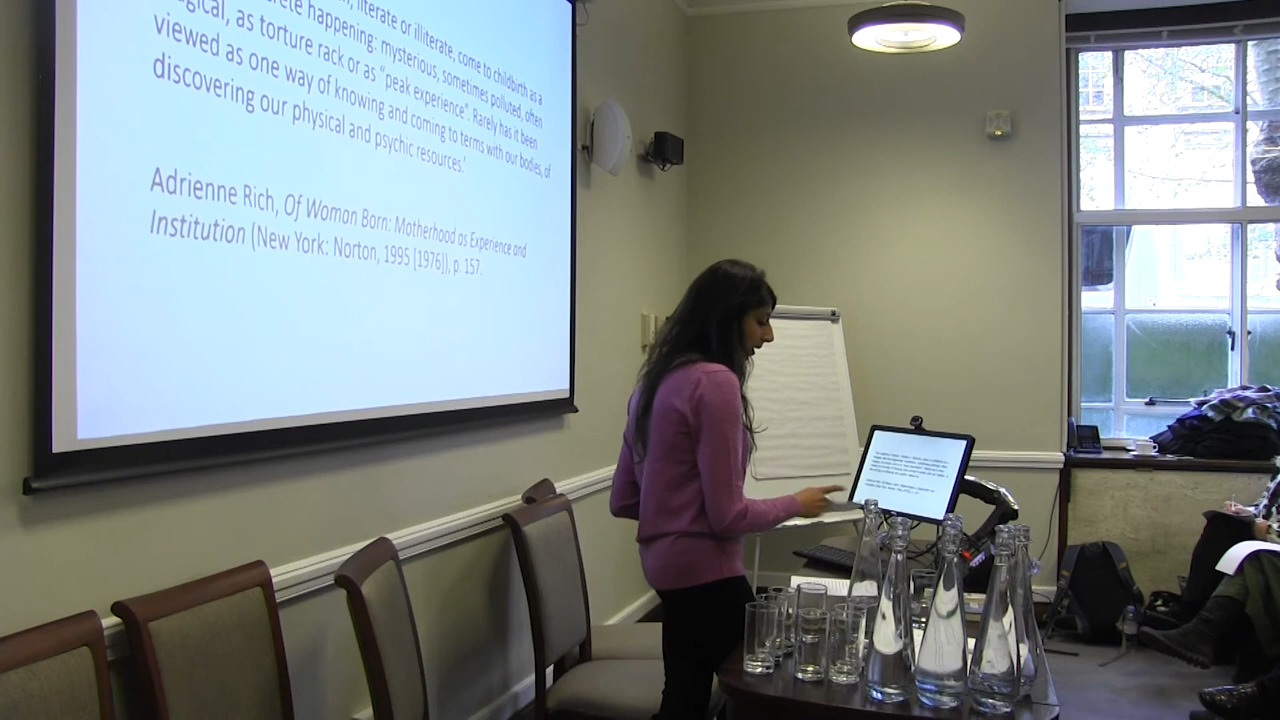 literate or illiterate, come to childbirth as a
happening: mysterious, sometimes polluted, often
as torture rack or as "peak experience". Rarely has it been
viewed as one way of knowing and coming to terms with our bodies, of
discovering our physical and psychic resources.'
Adrienne Rich, Of Woman Born: Motherhood as Experience and
Institution (New York: Norton, 1995 [1976]), p. 157.